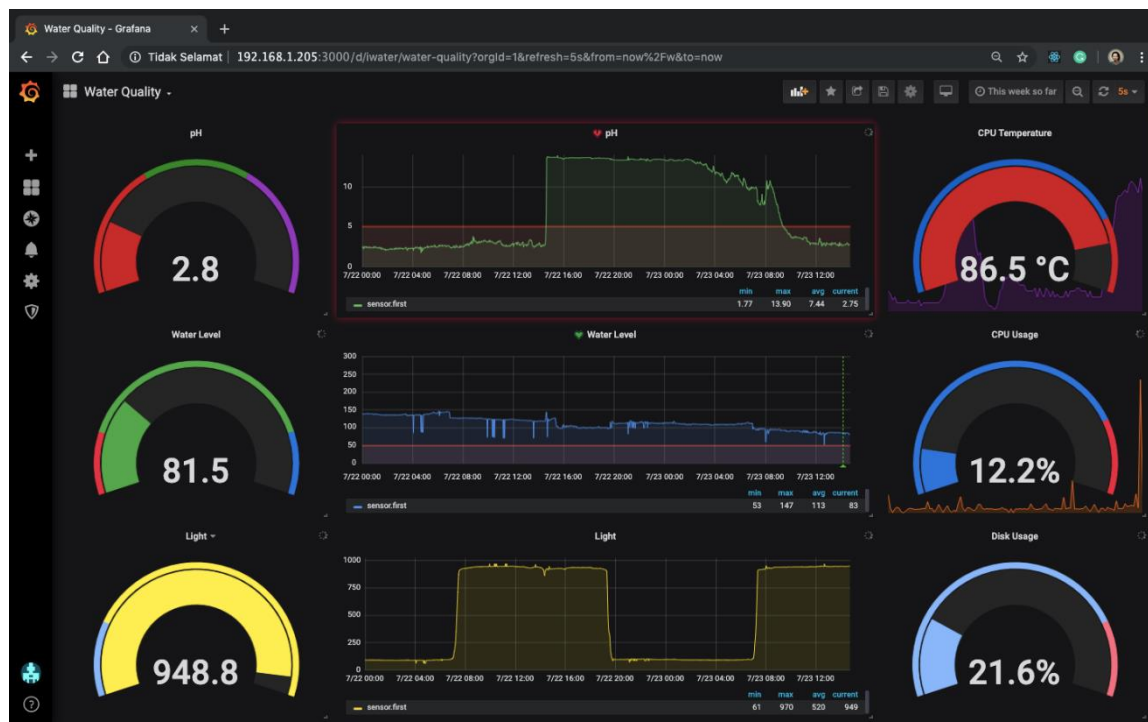 Water Quality - Grafana
Tidak Selamat | 192.168.1.205:3000/d/iwater/water-quality?orgId=1&refresh=5s&from=now%2Fw&to=now
Water Quality
This week so far
5s
pH
2.8
pH
10
5
0
7/22 00:00 7/22 04:00 7/22 08:00 7/22 12:00 7/22 16:00 7/22 20:00 7/23 00:00 7/23 04:00 7/23 08:00 7/23 12:00
min max avg current
sensor.first 1.77 13.90 7.44 2.75
CPU Temperature
86.5 °C
Water Level
81.5
Water Level
300
250
200
150
100
50
0
7/22 00:00 7/22 04:00 7/22 08:00 7/22 12:00 7/22 16:00 7/22 20:00 7/23 00:00 7/23 04:00 7/23 08:00 7/23 12:00
min max avg current
sensor.first 53 147 113 83
CPU Usage
12.2%
Light
948.8
Light
1000
750
500
250
0
7/22 00:00 7/22 04:00 7/22 08:00 7/22 12:00 7/22 16:00 7/22 20:00 7/23 00:00 7/23 04:00 7/23 08:00 7/23 12:00
min max avg current
sensor.first 61 970 520 949
Disk Usage
21.6%